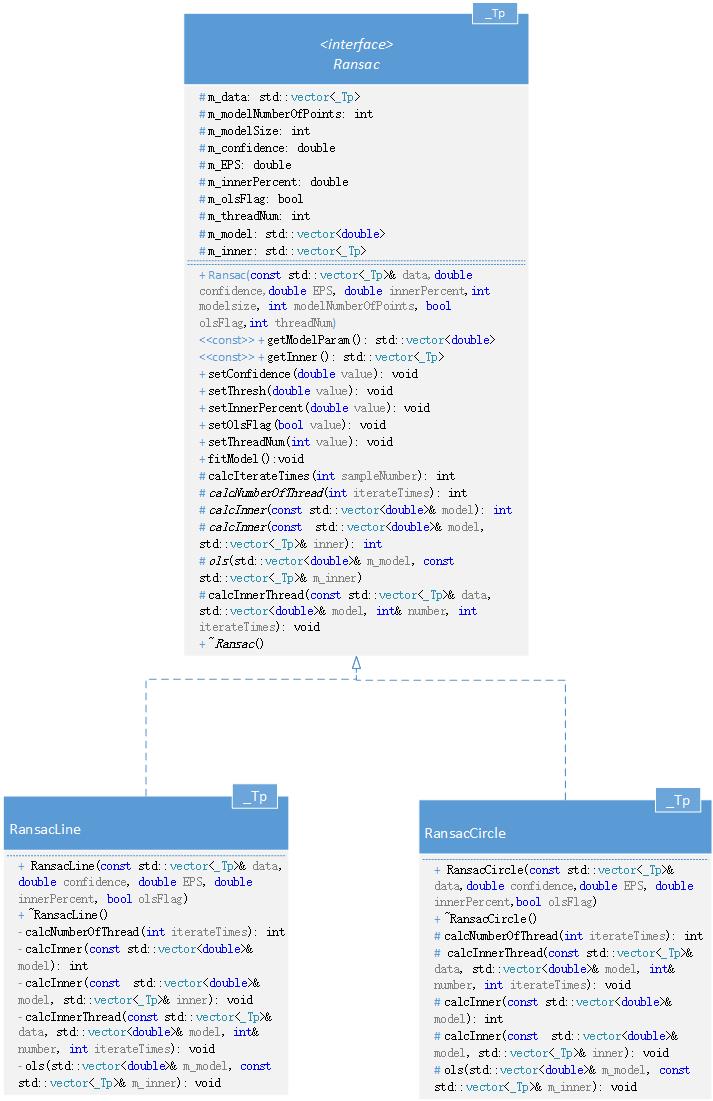 _Tp
<interface>
Ransac
#m_data: std::vector<_Tp>
#m_modelNumberOfPoints: int
#m_modelSize: int
#m_confidence: double
#m_EPS: double
#m_innerPercent: double
#m_olsFlag: bool
#m_threadNum: int
#m_model: std::vector<double>
#m_inner: std::vector<_Tp>
+Ransac(const std::vector<_Tp>& data,double
confidence,double EPS, double innerPercent,int
modelsize, int modelNumberOfPoints, bool
olsFlag,int threadNum)
<<const>>+getModelParam(): std::vector<double>
<<const>>+getInner(): std::vector<_Tp>
+setConfidence(double value): void
+setThresh(double value): void
+setInnerPercent(double value): void
+setOlsFlag(bool value): void
+setThreadNum(int value): void
+fitModel():void
#calcIterateTimes(int sampleNumber): int
#calcNumberOfThread(int iterateTimes): int
#calcInner(const std::vector<double>& model): int
#calcInner(const std::vector<double>& model,
std::vector<_Tp>& inner): int
#ols(std::vector<double>& m_model, const
std::vector<_Tp>& m_inner)
#calcInnerThread(const std::vector<_Tp>& data,
std::vector<double>& model, int& number, int
iterateTimes): void
+~Ransac()
_Tp
RansacLine
+ RansacLine(const std::vector<_Tp>& data,
double confidence, double EPS, double
innerPercent, bool olsFlag)
+~RansacLine()
-calcNumberOfThread(int iterateTimes): int
-calcInner(const std::vector<double>&
model): int
-calcInner(const std::vector<double>&
model, std::vector<_Tp>& inner): void
-calcInnerThread(const std::vector<_Tp>&
data, std::vector<double>& model, int&
number, int iterateTimes): void
-ols(std::vector<double>& m_model, const
std::vector<_Tp>& m_inner): void
_Tp
RansacCircle
+ RansacCircle(const std::vector<_Tp>&
data,double confidence,double EPS, double
innerPercent,bool olsFlag)
+~RansacCircle()
#calcNumberOfThread(int iterateTimes): int
# calcInnerThread(const std::vector<_Tp>&
data, std::vector<double>& model, int&
number, int iterateTimes): void
#calcInner(const std::vector<double>&
model): int
#calcInner(const std::vector<double>&
model, std::vector<_Tp>& inner): void
#ols(std::vector<double>& m_model, const
std::vector<_Tp>& m_inner): void